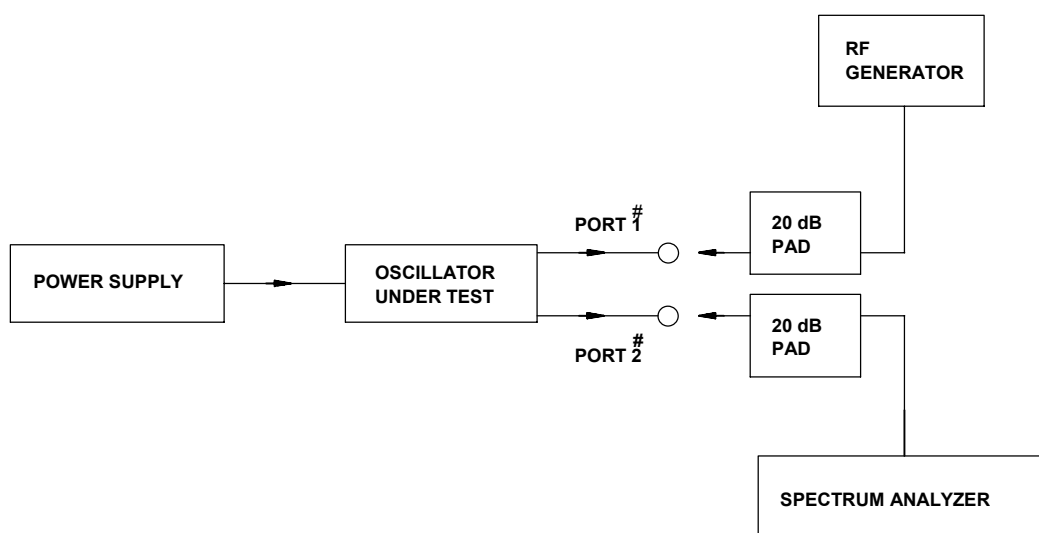 RF
GENERATOR
#
PORT 1
20 dB
PAD
POWER SUPPLY
OSCILLATOR
UNDER TEST
20 dB
PAD
#
PORT 2
SPECTRUM ANALYZER